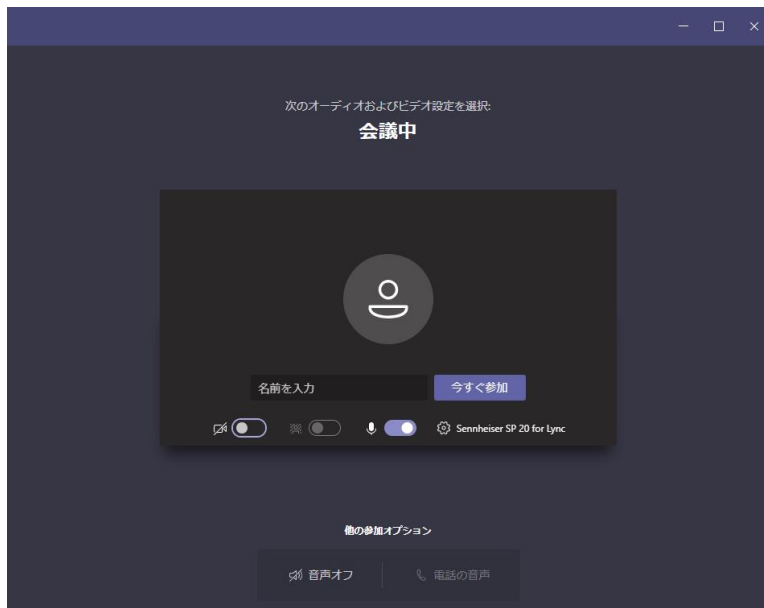 次のオーディオおよびビデオ設定を選択:
会議中
名前を入力
今すぐ参加
Sennheiser SP 20 for Lync
他の参加オプション
音声オフ
電話の音声